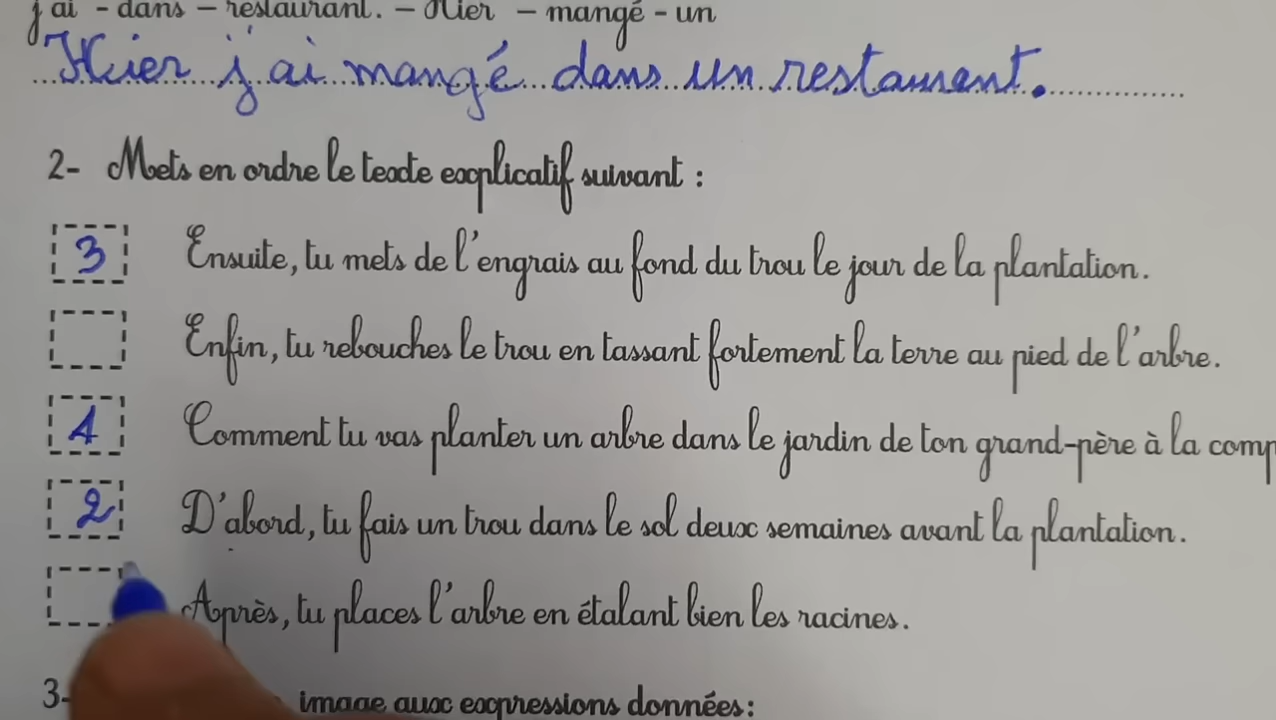 j'ai - dans - restaurant. - Hier - mangé - un
Hier j'ai mangé dans un restaurant.
2- Mets en ordre le texte explicatif suivant :
3 Ensuite, tu mets de l'engrais au fond du trou le jour de la plantation.
Enfin, tu rebouches le trou en tassant fortement la terre au pied de l'arbre.
1 Comment tu vas planter un arbre dans le jardin de ton grand-père à la comp
2 D'abord, tu fais un trou dans le sol deux semaines avant la plantation.
Après, tu places l'arbre en étalant bien les racines.
3- image aux expressions données: